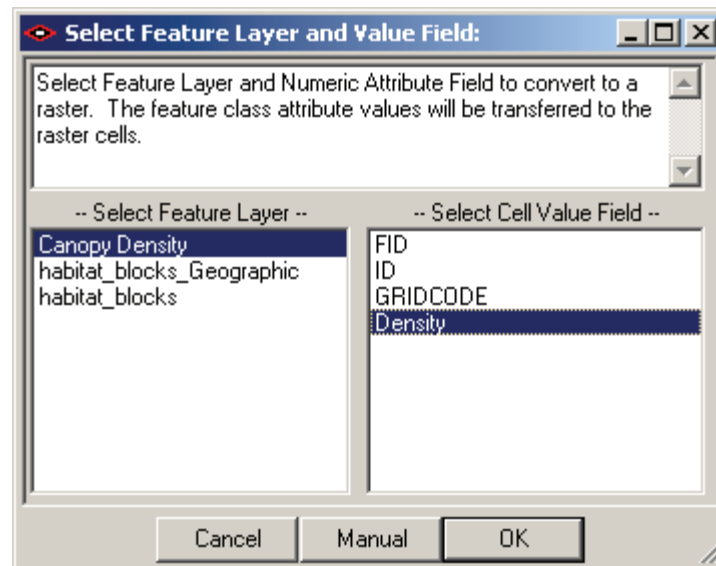 Select Feature Layer and Value Field:
Select Feature Layer and Numeric Attribute Field to convert to a
raster. The feature class attribute values will be transferred to the
raster cells.
-- Select Feature Layer --
Canopy Density
habitat_blocks_Geographic
habitat_blocks
-- Select Cell Value Field --
FID
ID
GRIDCODE
Density
Cancel
Manual
OK